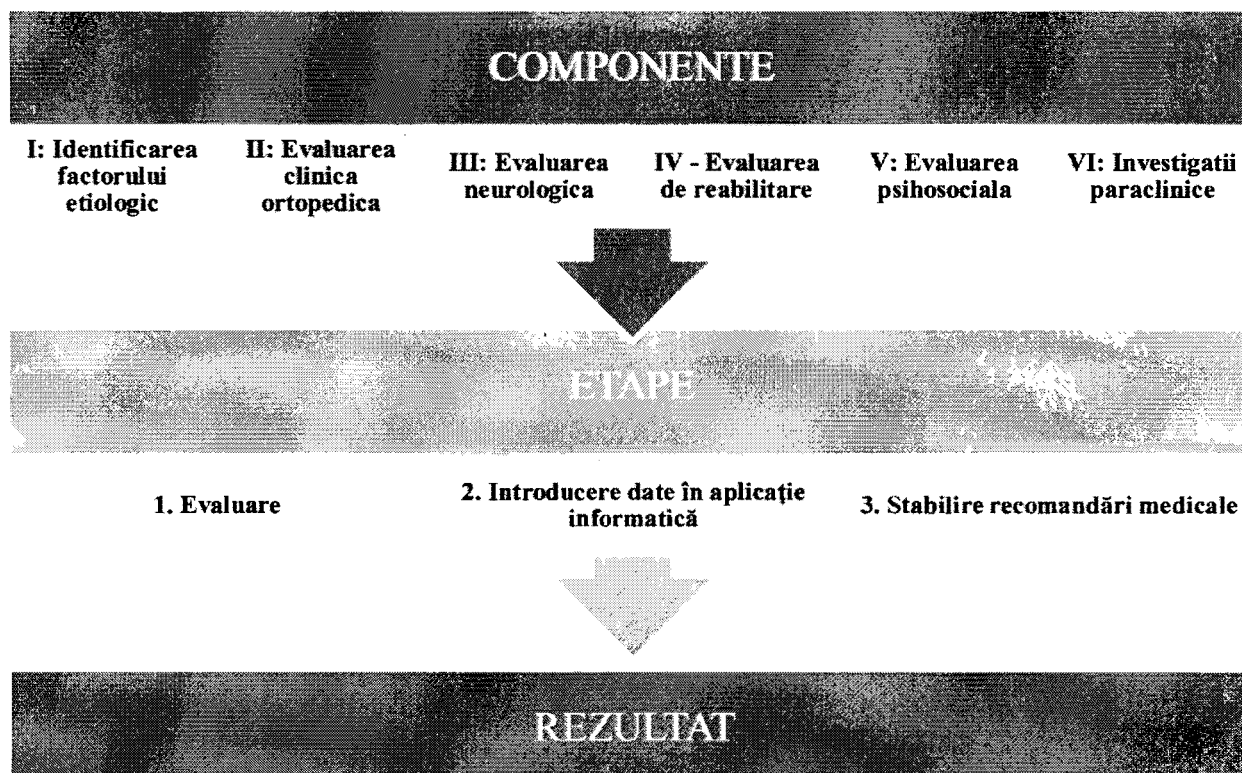 COMPONENTE
I: Identificarea
factorului
etiologic
II: Evaluarea
clinica
ortopedica
III: Evaluarea
neurologica
IV - Evaluarea
de reabilitare
V: Evaluarea
psihosociala
VI: Investigatii
paraclinice
ETAPE
1. Evaluare
2. Introducere date în aplicație
informatică
3. Stabilire recomandări medicale
REZULTAT